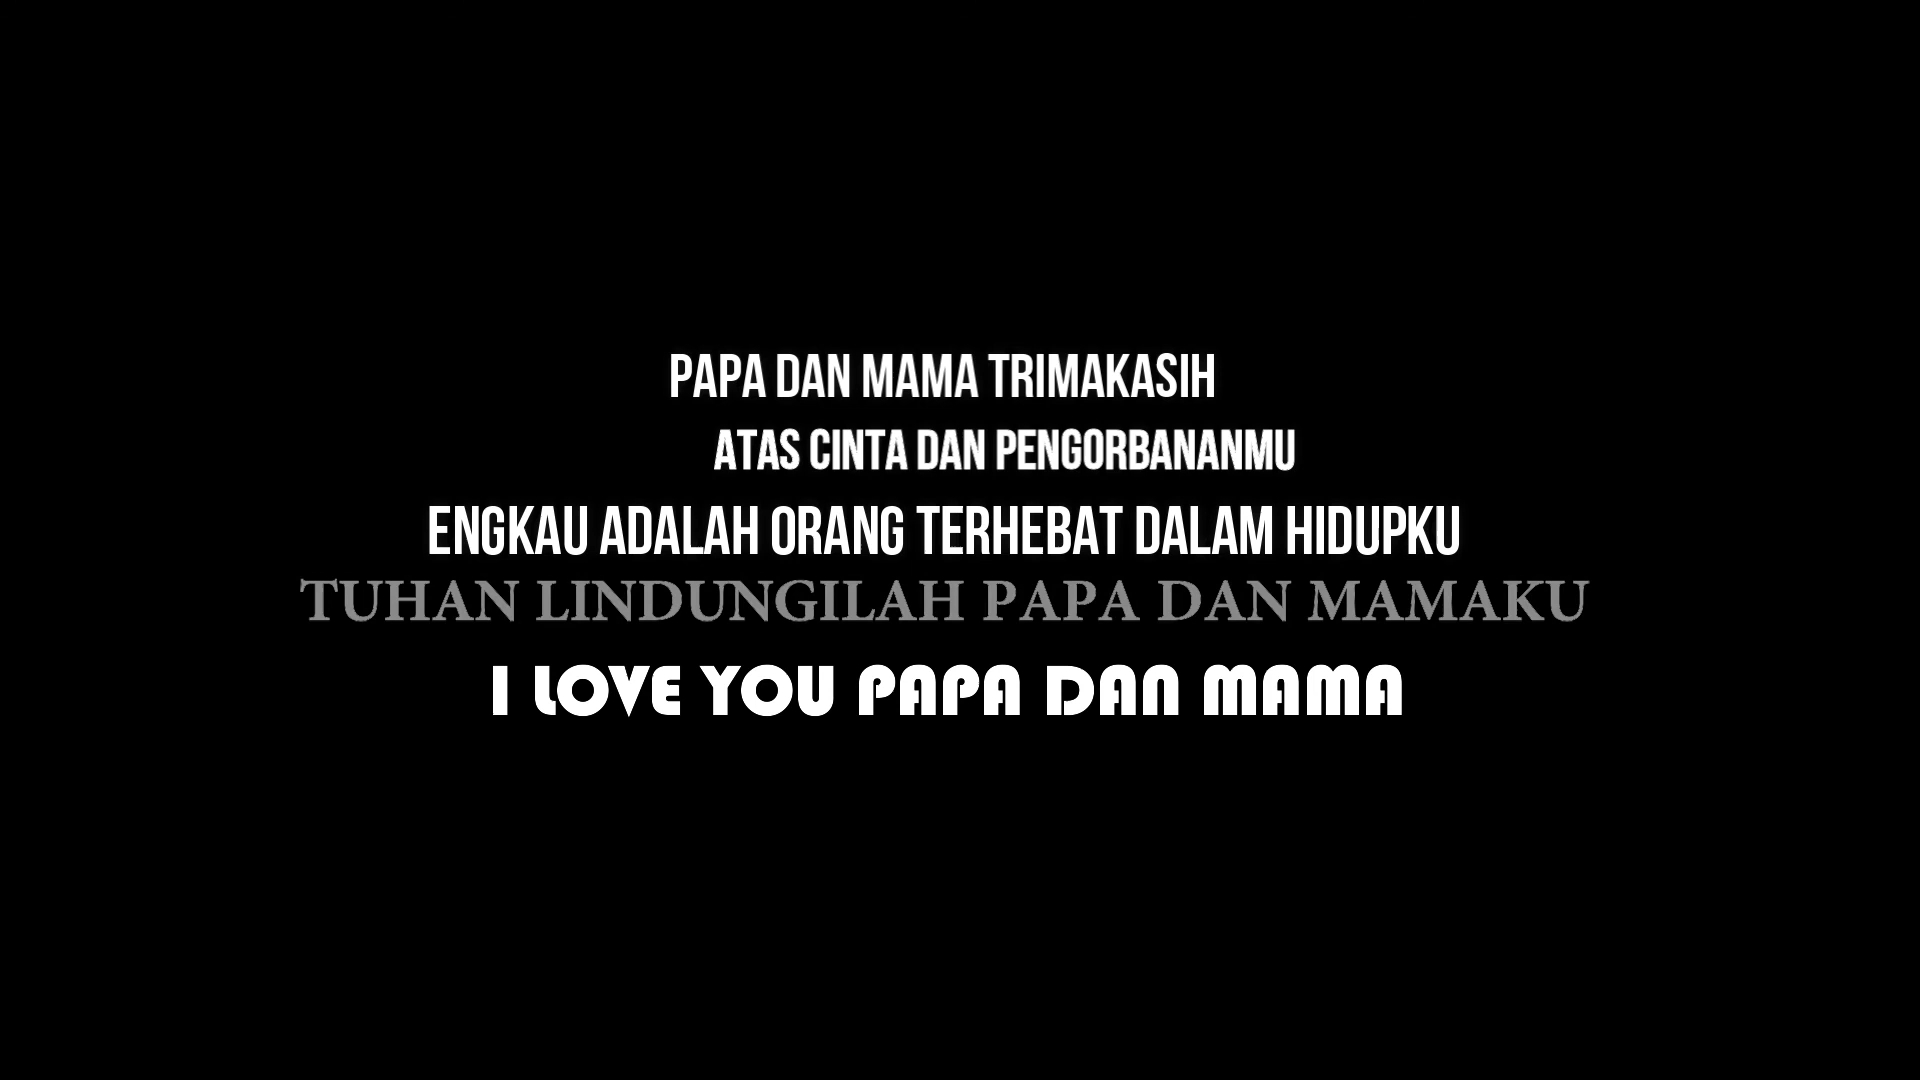 PAPA DAN MAMA TRIMAKASIH
ATAS CINTA DAN PENGORBANANMU
ENGKAU ADALAH ORANG TERHEBAT DALAM HIDUPKU
TUHAN LINDUNGILAH PAPA DAN MAMAKU
I LOVE YOU PAPA DAN MAMA